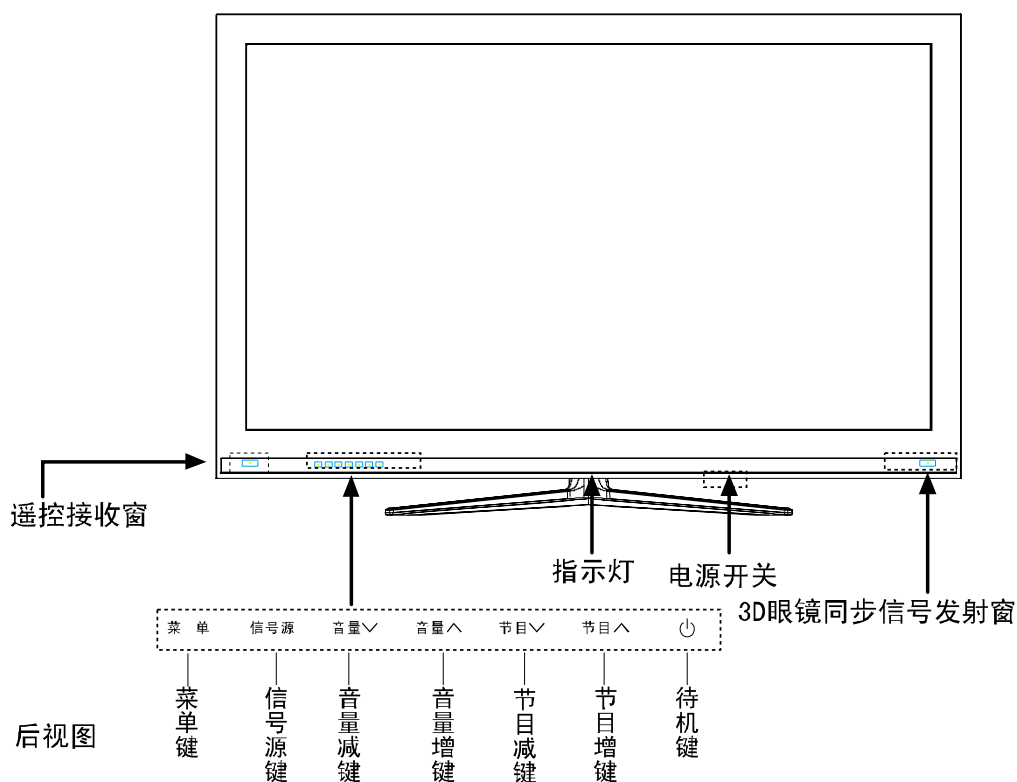 遥控接收窗
指示灯
电源开关
3D眼镜同步信号发射窗
菜 单 信号源 音量∨ 音量∧ 节目∨ 节目∧
菜单键
信号源键
音量减键
音量增键
节目减键
节目增键
待机键
后视图